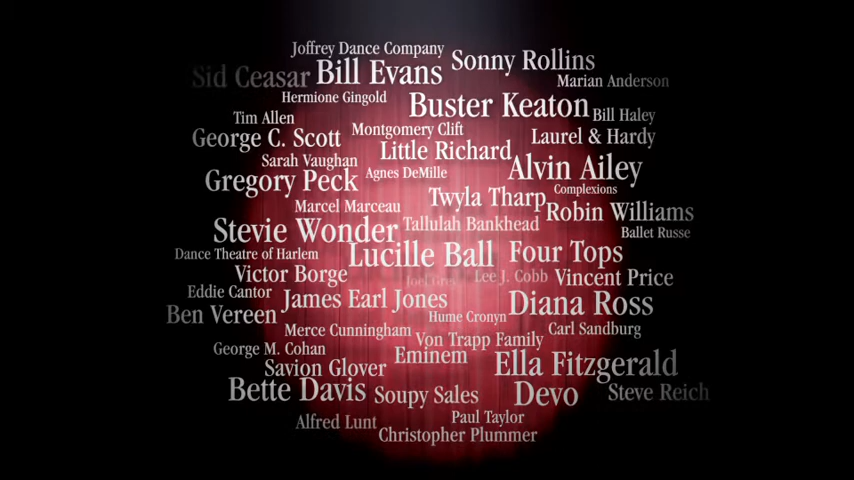 Joffrey Dance Company
Sonny Rollins
Sid Ceasar
Bill Evans
Marian Anderson
Hermione Gingold
Buster Keaton
Bill Haley
Tim Allen
Montgomery Clift
George C. Scott
Laurel & Hardy
Little Richard
Sarah Vaughan
Alvin Ailey
Agnes DeMille
Gregory Peck
Complexions
Twyla Tharp
Marcel Marceau
Robin Williams
Tallulah Bankhead
Stevie Wonder
Ballet Russe
Dance Theatre of Harlem
Lucille Ball
Four Tops
Victor Borge
Lee J. Cobb
Vincent Price
Eddie Cantor
James Earl Jones
Diana Ross
Ben Vereen
Hume Cronyn
Merce Cunningham
Carl Sandburg
Von Trapp Family
George M. Cohan
Eminem
Savion Glover
Ella Fitzgerald
Bette Davis
Soupy Sales
Devo
Steve Reich
Paul Taylor
Alfred Lunt
Christopher Plummer